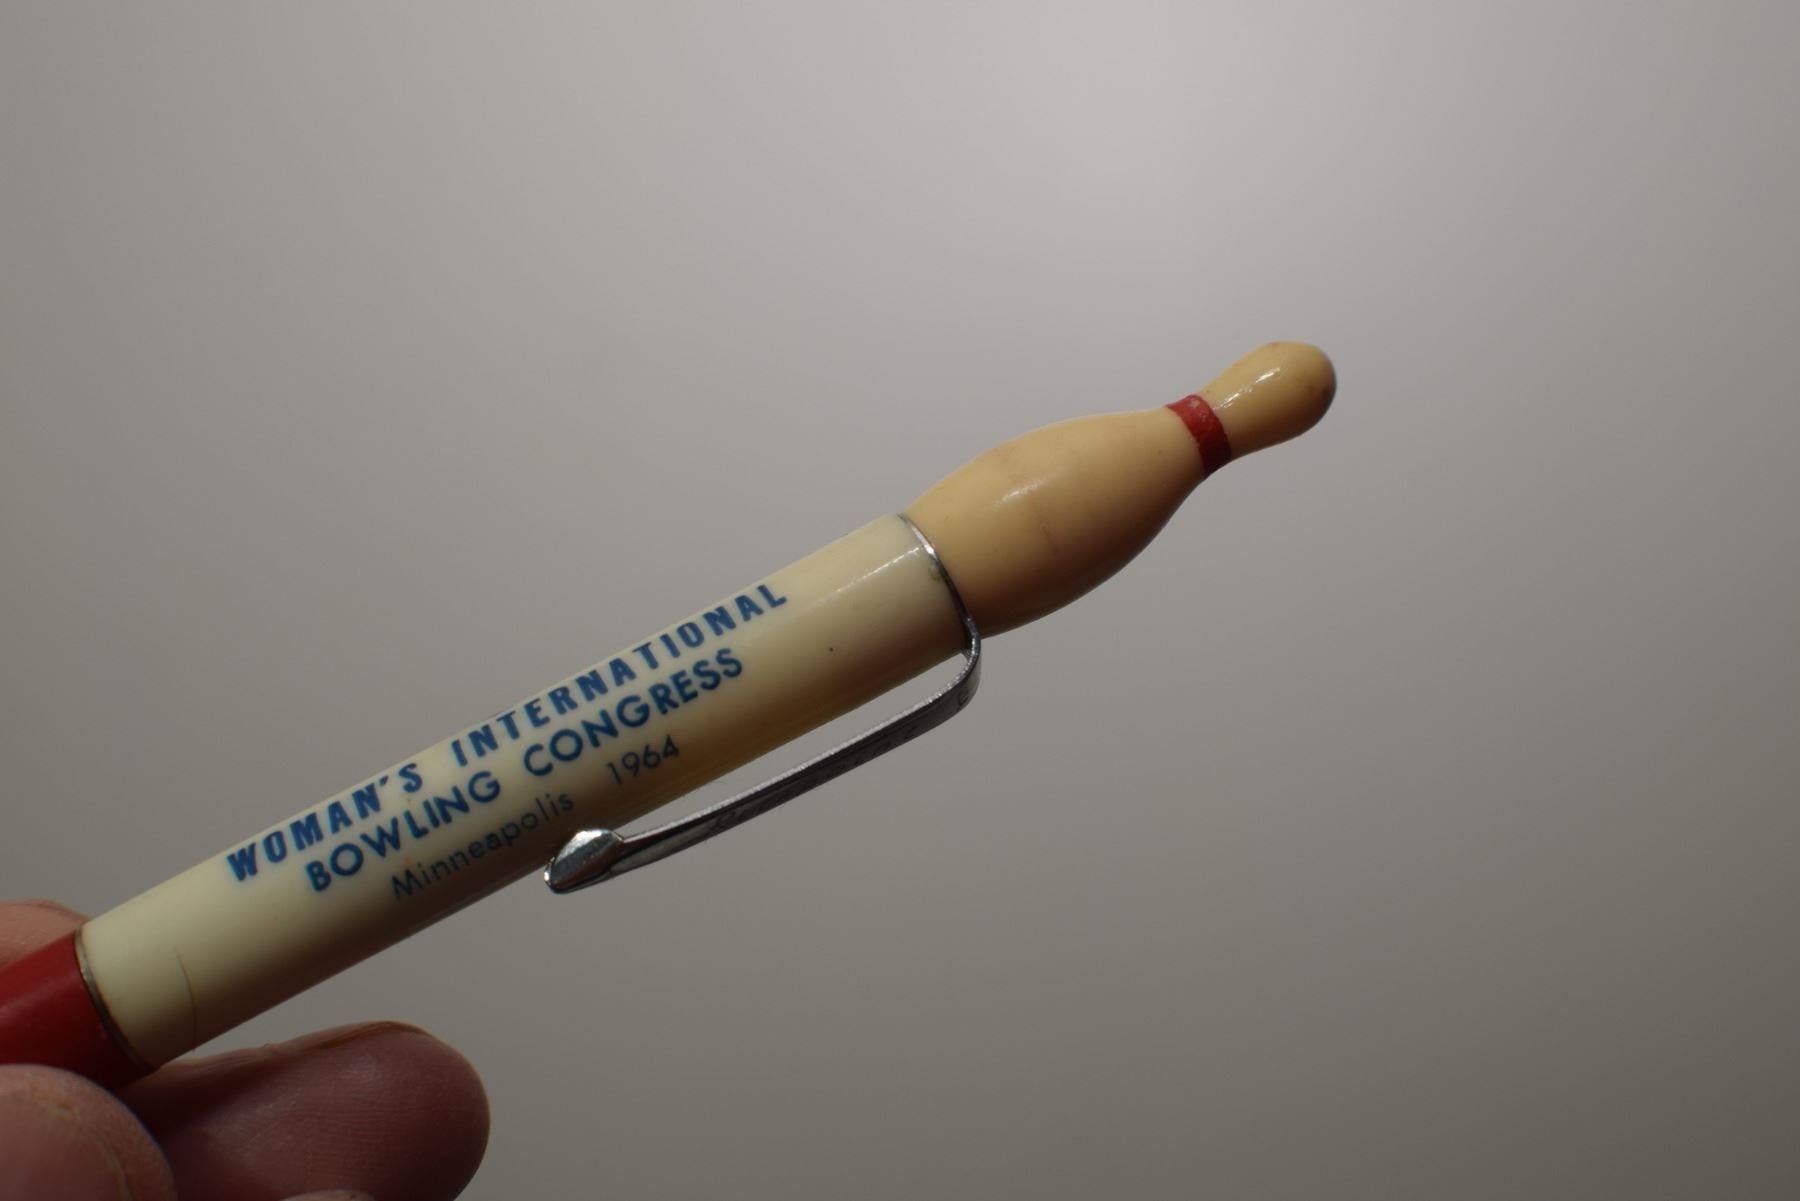 WOMAN'S INTERNATIONAL
BOWLING CONGRESS
Minneapolis 1964